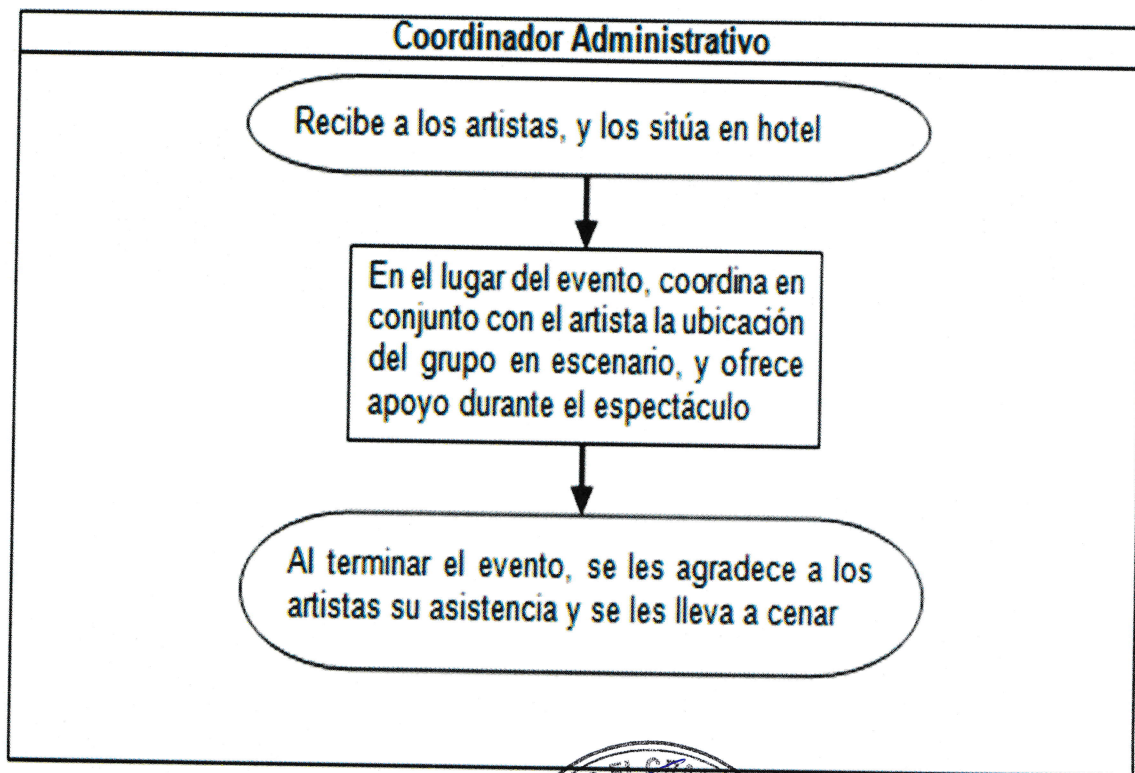 Coordinador Administrativo
Recibe a los artistas, y los sitúa en hotel
En el lugar del evento, coordina en
conjunto con el artista la ubicación
del grupo en escenario, y ofrece
apoyo durante el espectáculo
Al terminar el evento, se les agradece a los
artistas su asistencia y se les lleva a cenar